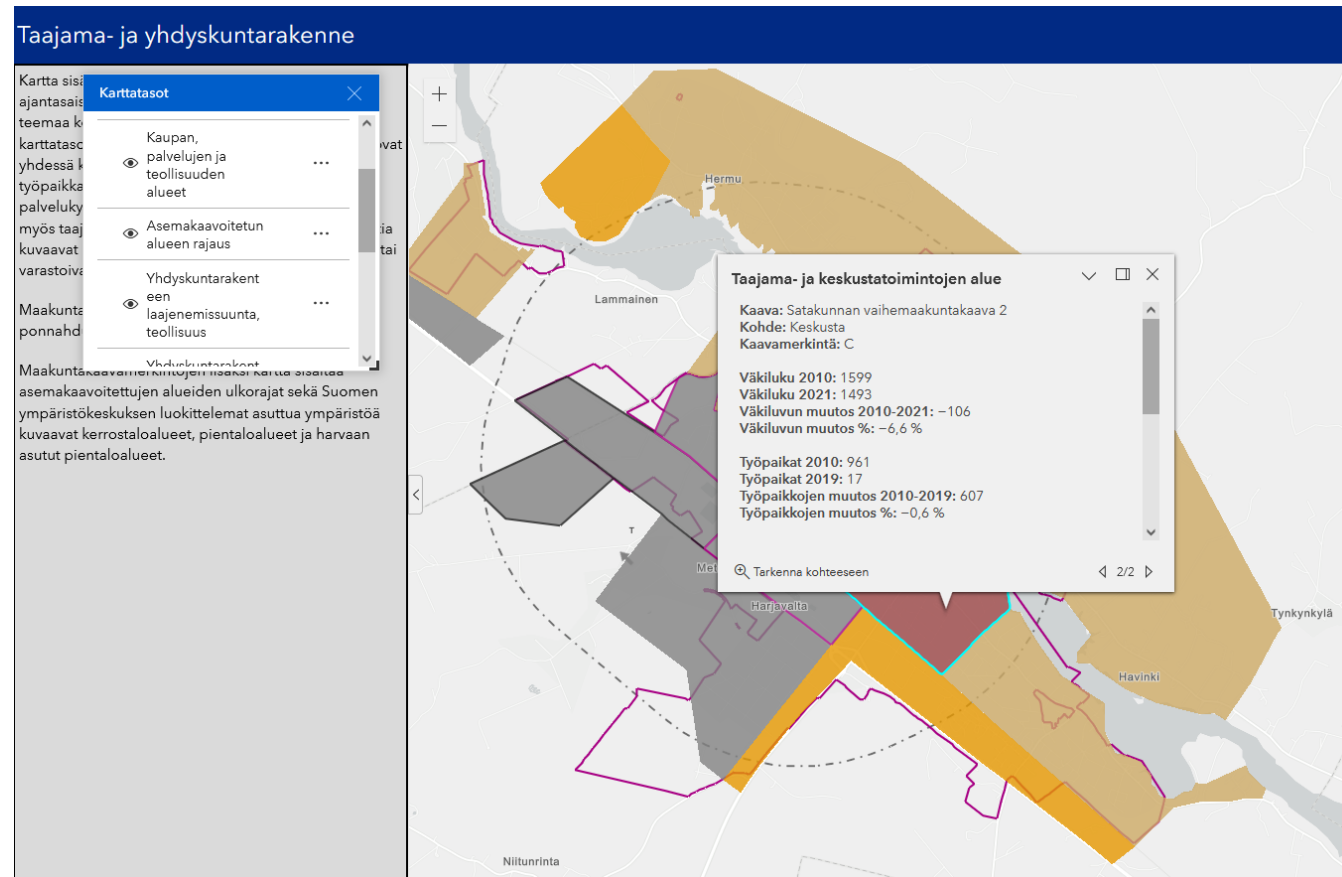 Taajama- ja yhdyskuntarakenne
Kartta sisä
ajantasais
teemaa k
karttataso
yhdessä k
työpaikka
palveluky
myös taaj
kuvaavat
varastoiva
ovat
ia
tai
Maakunta
ponnahd
Maakuntakaavamerkintöjen lisäksi kartta sisältää
asemakaavoitettujen alueiden ulkorajat sekä Suomen
ympäristökeskuksen luokittelemat asuttua ympäristöä
kuvaavat kerrostaloalueet, pientaloalueet ja harvaan
asutut pientaloalueet.
Karttatasot
Kaupan,
palvelujen ja
teollisuuden
alueet
Asemakaavoitetun
alueen rajaus
Yhdyskuntarakent
een
laajenemissuunta,
teollisuus
Yhdyskuntarakent
Hermu
Lammainen
T
Met
Harjavalta
Tynkynkylä
Havinki
Niitunrinta
Taajama- ja keskustatoimintojen alue
Kaava: Satakunnan vaihemaakuntakaava 2
Kohde: Keskusta
Kaavamerkintä: C
Väkiluku 2010: 1599
Väkiluku 2021: 1493
Väkiluvun muutos 2010-2021: −106
Väkiluvun muutos %: −6,6 %
Työpaikat 2010: 961
Työpaikat 2019: 17
Työpaikkojen muutos 2010-2019: 607
Työpaikkojen muutos %: −0,6 %
Tarkenna kohteeseen
2/2